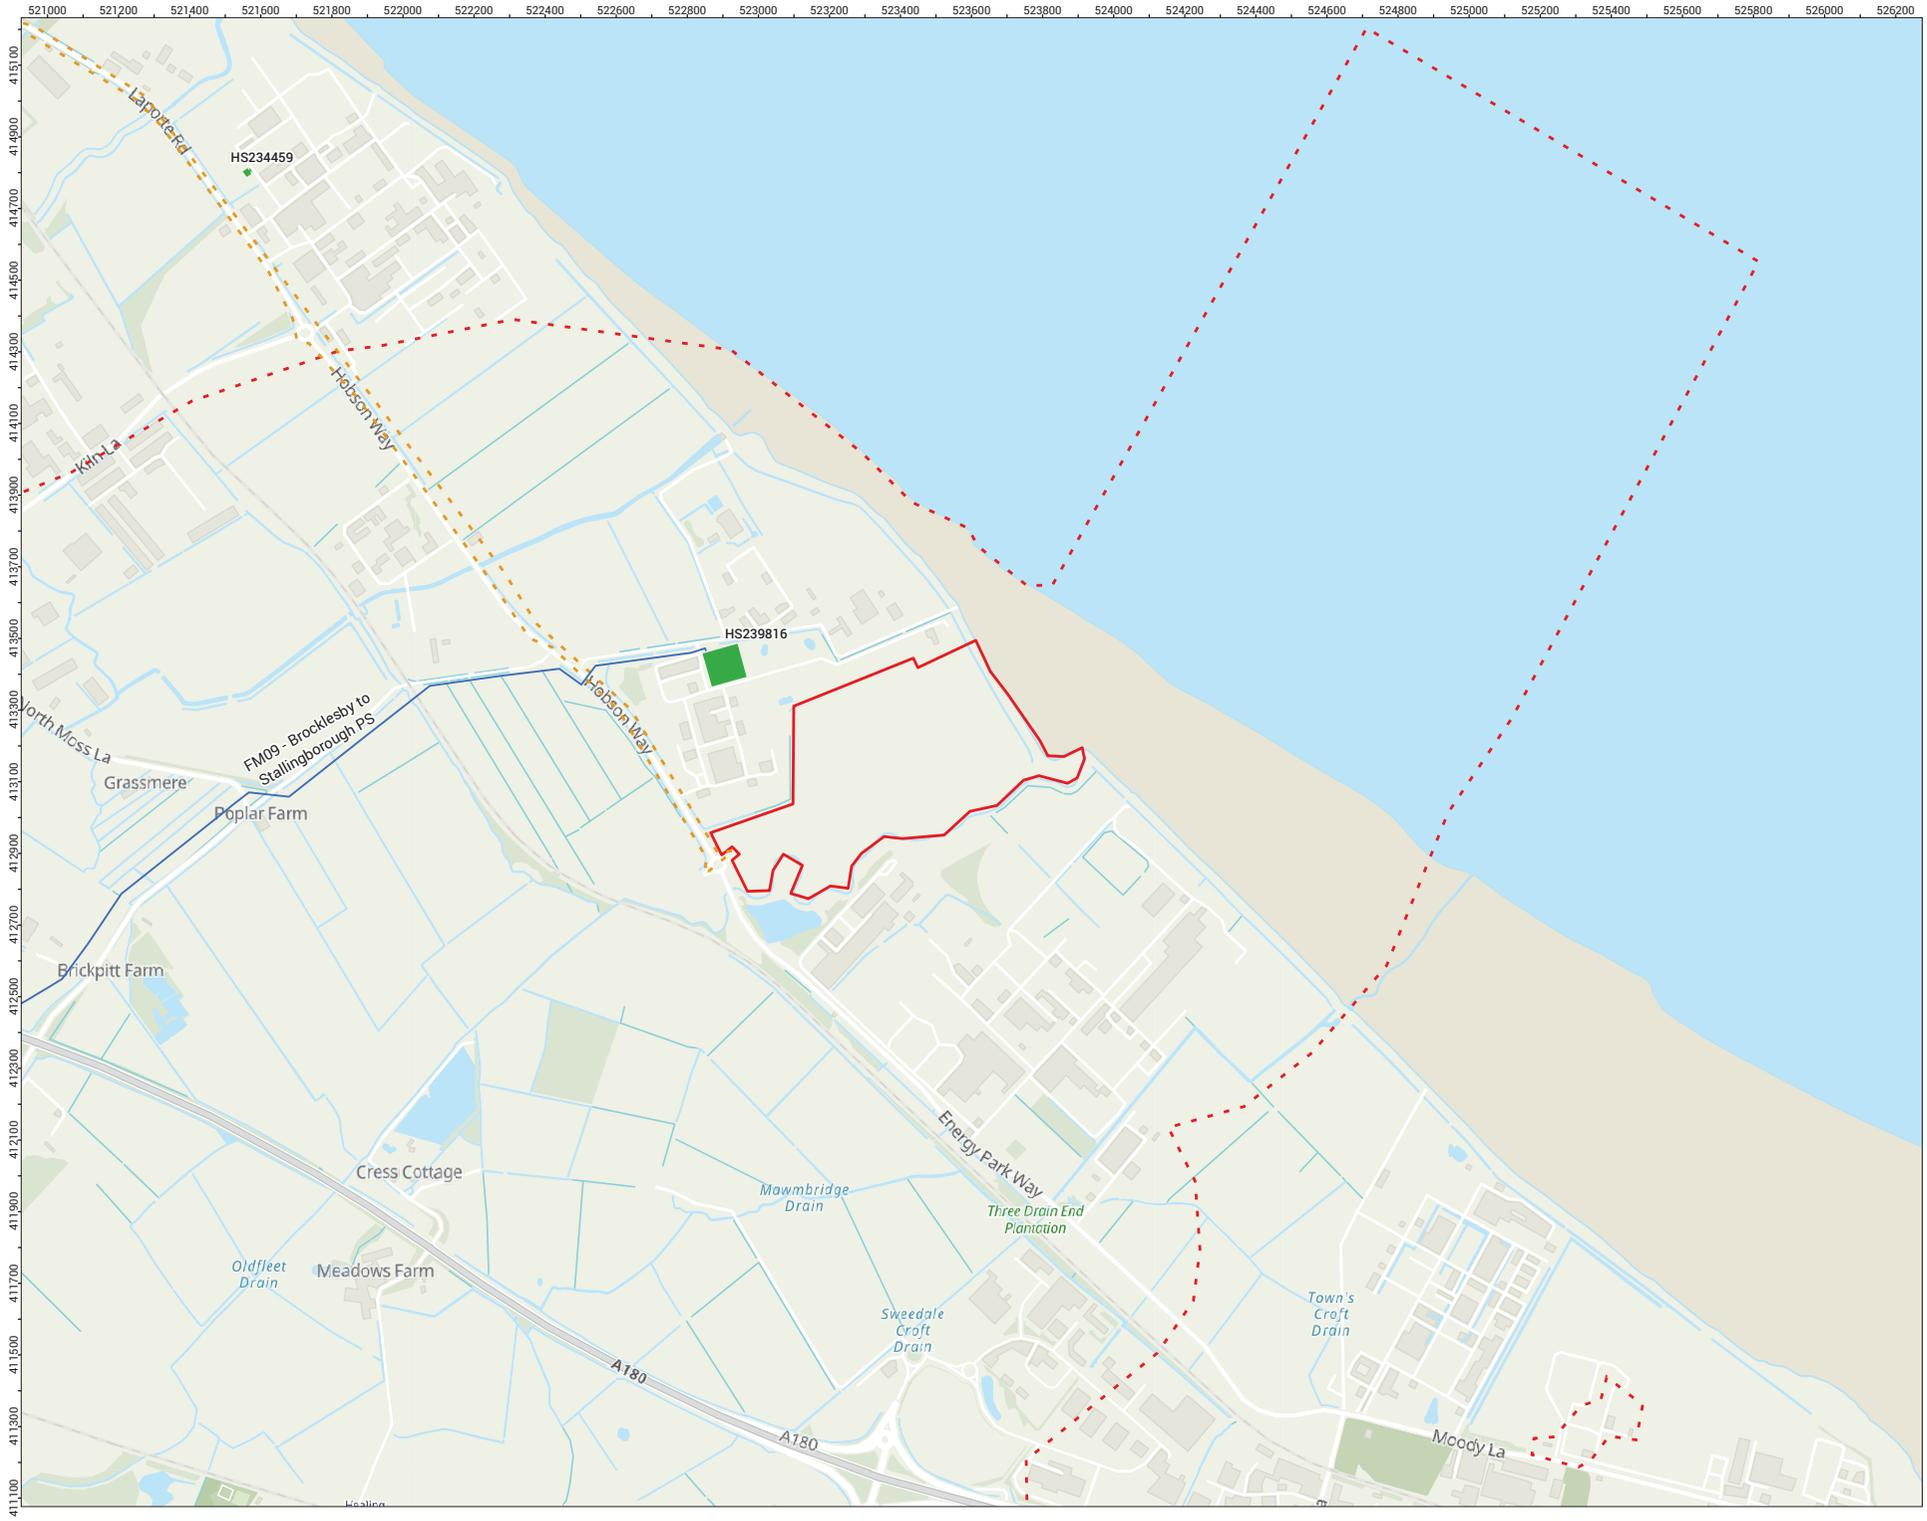 521000 521200 521400 521600 521800 522000 522200 522400 522600 522800 523000 523200 523400 523600 523800 524000 524200 524400 524600 524800 525000 525200 525400 525600 525800 526000 526200
415100
414900
414700
414500
414300
414100
413900
413700
413500
413300
413100
412900
412700
412500
412300
412100
411900
411700
411500
411300
411100
Laporte Rd
HS234459
Hobson Way
Kiln La
HS239816
Hobson Way
FM09 - Brocklesby to
Stallingborough PS
North Moss La
Grassmere
Poplar Farm
Brickpitt Farm
Energy Park Way
Cress Cottage
Mawmbridge
Drain
Three Drain End
Plantation
Oldfleet
Drain
Meadows Farm
Sweedale
Croft
Drain
Town's
Croft
Drain
A180
A180
Moody La
Healing